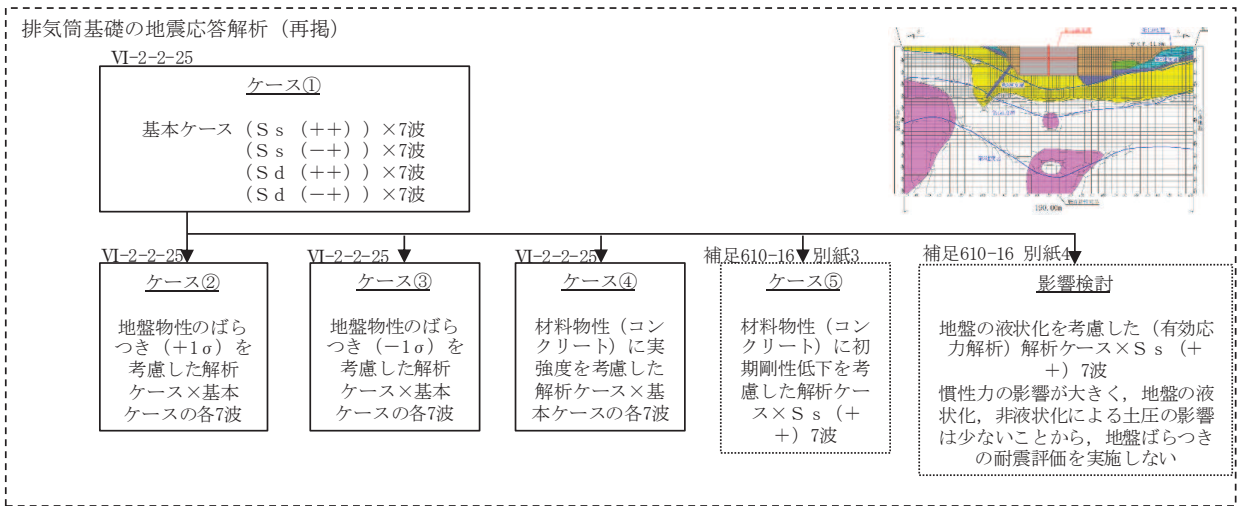 排気筒基礎の地震応答解析（再掲）
Ⅵ-2-2-25
ケース①
基本ケース（Ｓｓ（++））×7波
（Ｓｓ（-+））×7波
（Ｓｄ（++））×7波
（Ｓｄ（-+））×7波
190.00m
Ⅵ-2-2-25
ケース②
地盤物性のばら
つき（+1σ）を
考慮した解析
ケース×基本
ケースの各7波
Ⅵ-2-2-25
ケース③
地盤物性のばら
つき（-1σ）を
考慮した解析
ケース×基本
ケースの各7波
Ⅵ-2-2-25
ケース④
材料物性（コン
クリート）に実
強度を考慮した
解析ケース×基
本ケースの各7波
補足610-16 別紙3
ケース⑤
材料物性（コン
クリート）に初
期剛性低下を考
慮した解析ケー
ス×Ｓｓ（+
+）7波
補足610-16 別紙4
影響検討
地盤の液状化を考慮した（有効応
力解析）解析ケース×Ｓｓ（+
+）7波
慣性力の影響が大きく，地盤の液
状化，非液状化による土圧の影響
は少ないことから，地盤ばらつき
の耐震評価を実施しない